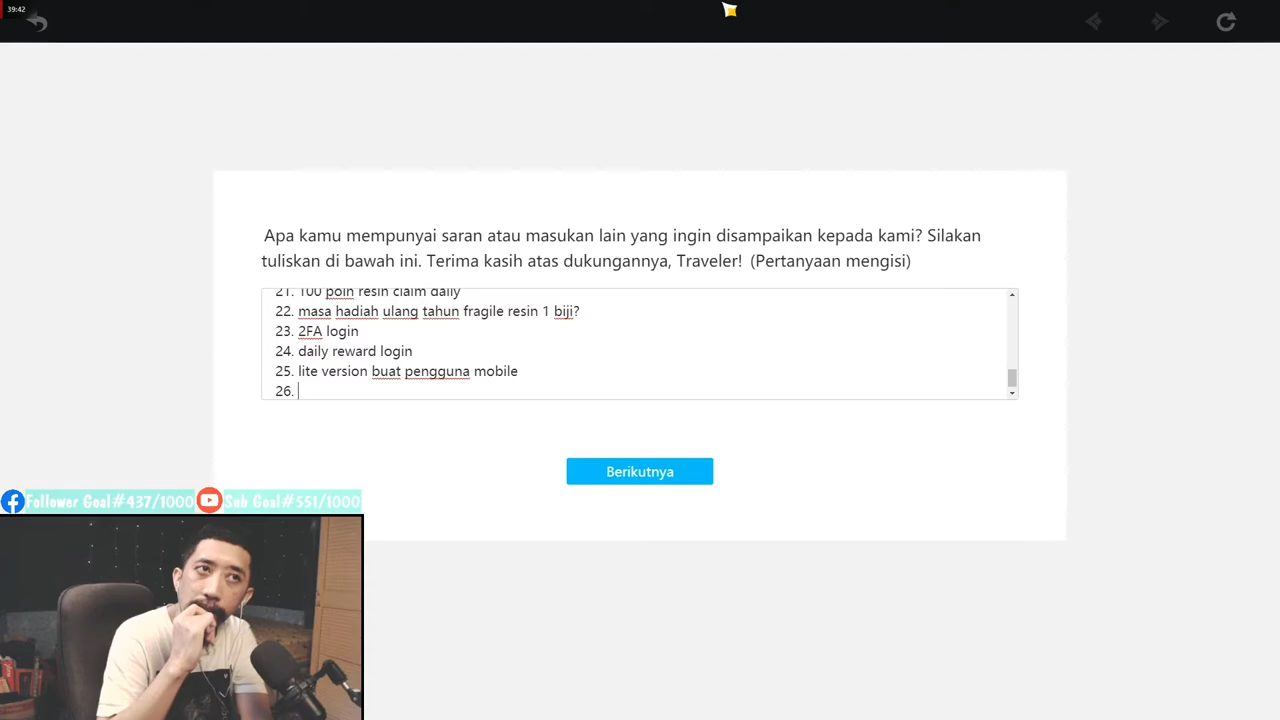 39:42
Apa kamu mempunyai saran atau masukan lain yang ingin disampaikan kepada kami? Silakan
tuliskan di bawah ini. Terima kasih atas dukungannya, Traveler! (Pertanyaan mengisi)
21. 100 poin resin claim daily
22. masa hadiah ulang tahun fragile resin 1 biji?
23. 2FA login
24. daily reward login
25. lite version buat pengguna mobile
26.
Berikutnya
Follower Goal#437/1000 Sub Goal#551/1000